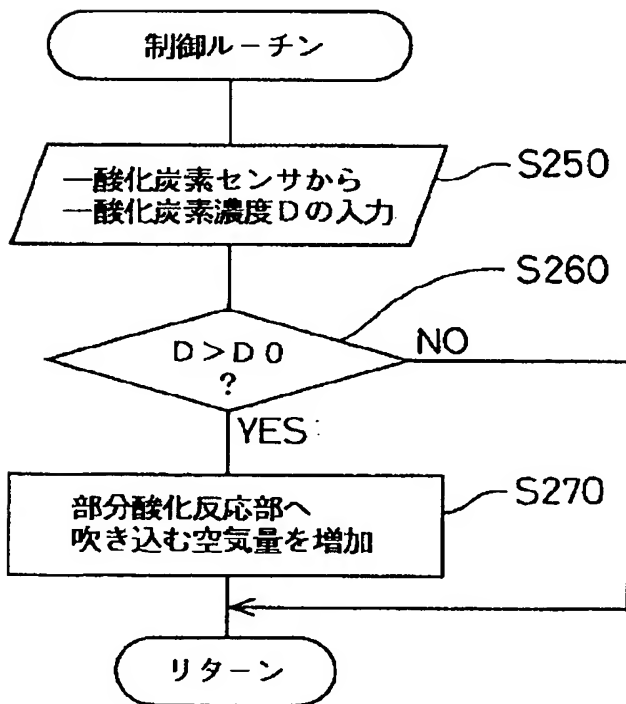 制御ルーチン
一酸化炭素センサから
一酸化炭素濃度Dの入力
S250
S260
D>D0
?
NO
YES
部分酸化反応部へ
吹き込む空気量を増加
S270
リターン